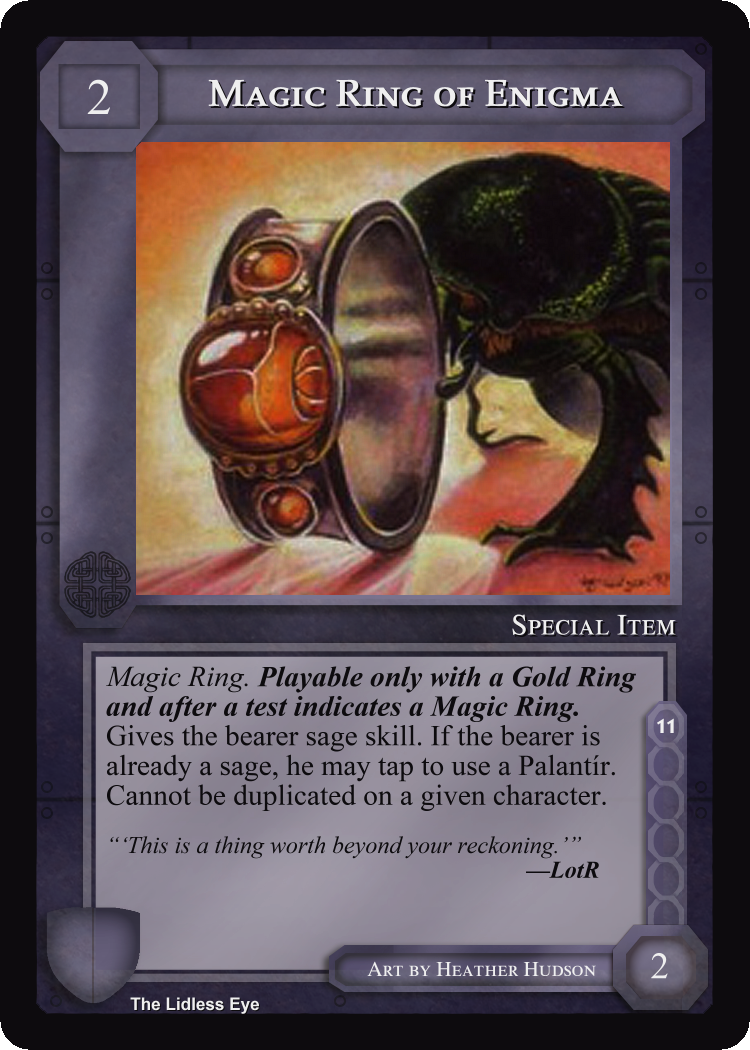 2
Magic Ring of Enigma
Special Item
Magic Ring. Playable only with a Gold Ring
and after a test indicates a Magic Ring.
Gives the bearer sage skill. If the bearer is
already a sage, he may tap to use a Palantír.
Cannot be duplicated on a given character.
11
“‘This is a thing worth beyond your reckoning.’”
—LotR
Art by Heather Hudson
2
The Lidless Eye